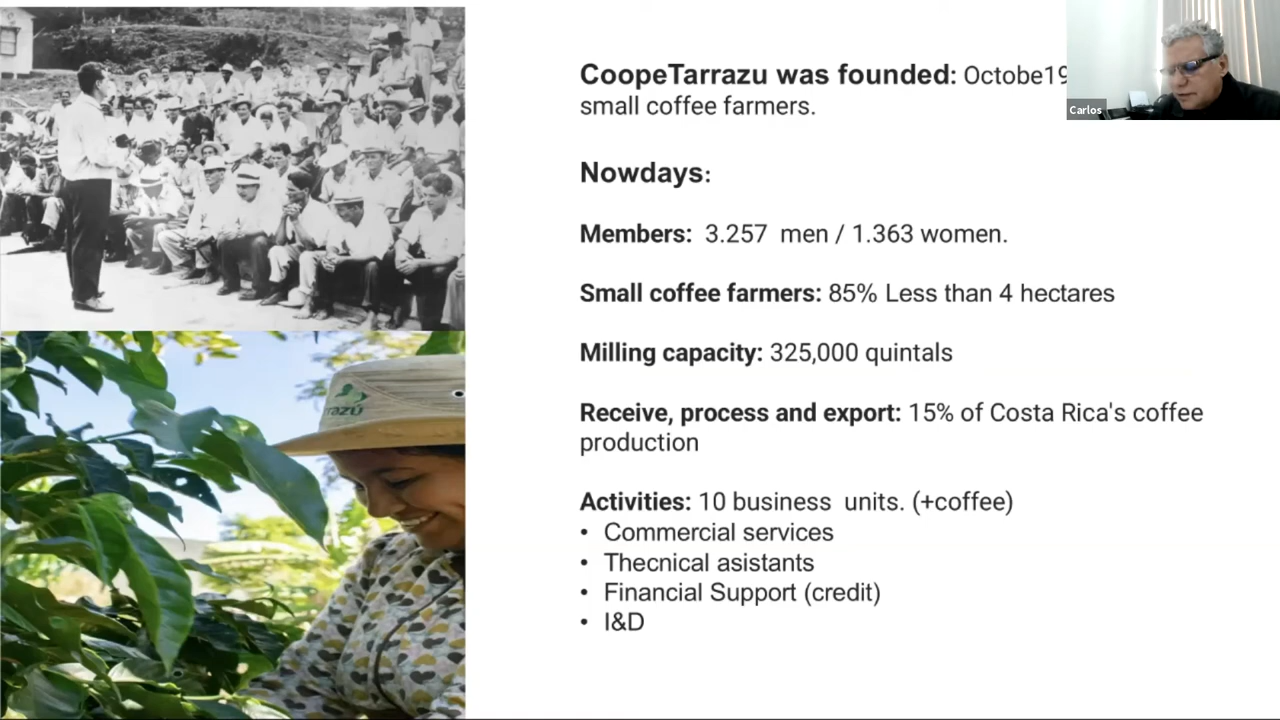 CoopeTarrazu was founded: Octobe19
small coffee farmers.
Nowdays:
Members: 3.257 men / 1.363 women.
Small coffee farmers: 85% Less than 4 hectares
Milling capacity: 325,000 quintals
Receive, process and export: 15% of Costa Rica's coffee
production
Activities: 10 business units. (+coffee)
• Commercial services
• Thecnical asistants
• Financial Support (credit)
• I&D
Carlos